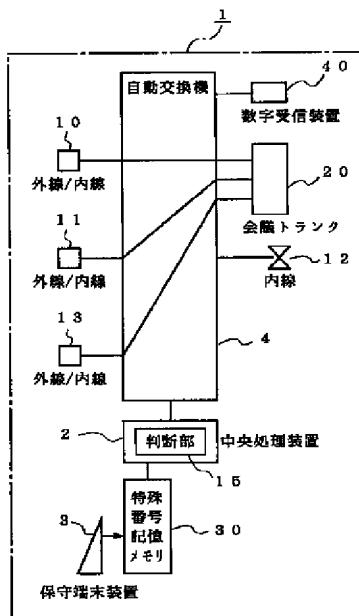 1
自動交換機
40
数字受信装置
10
外線/内線
20
会議トランク
11
外線/内線
12
内線
13
外線/内線
4
2
判断部
中央処理装置
15
特殊
番号
記憶
メモリ
3
30
保守端末装置